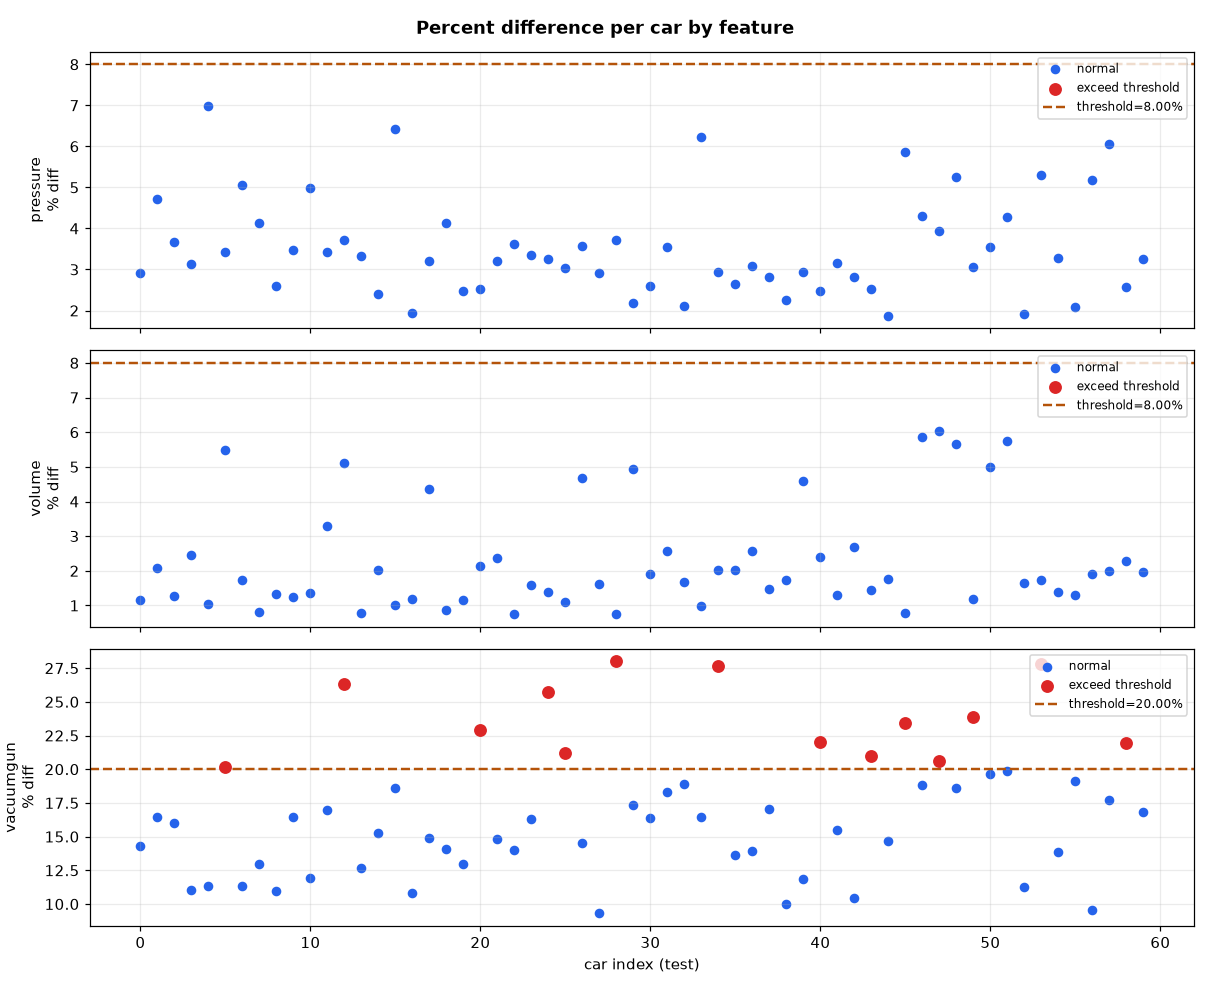 Percent difference per car by feature
8
7
6
5
4
3
2
pressure
% diff
normal
exceed threshold
threshold=8.00%
8
7
6
5
4
3
2
1
volume
% diff
normal
exceed threshold
threshold=8.00%
27.5
25.0
22.5
20.0
17.5
15.0
12.5
10.0
vacuumgun
% diff
normal
exceed threshold
threshold=20.00%
0 10 20 30 40 50 60
car index (test)